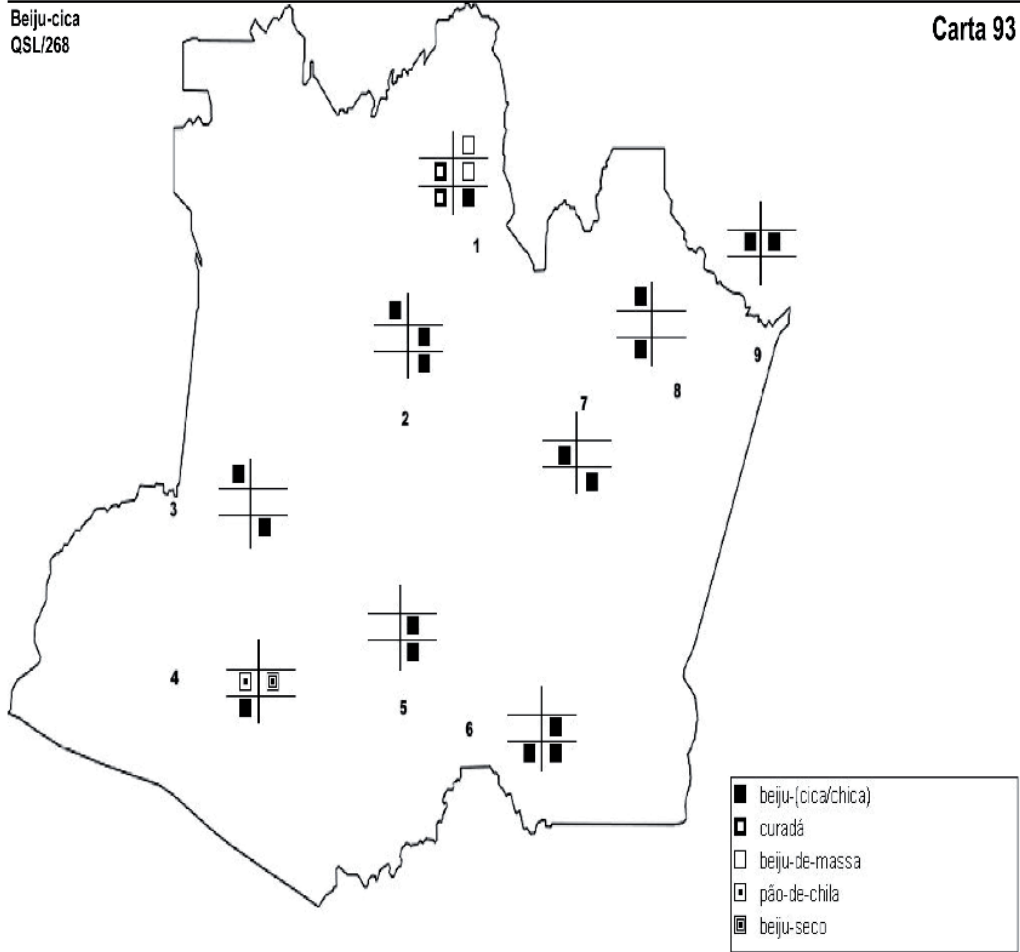 Beiju-cica
QSL/268
Carta 93
1
9
8
7
2
3
4
5
6
beiju-(cica/chica)
curadá
beiju-de-massa
pão-de-chila
beiju-seco